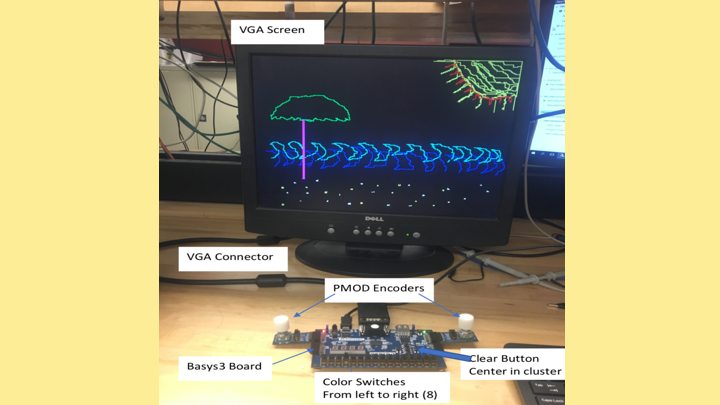 VGA Screen
DELL
VGA Connector
PMOD Encoders
Basys3 Board
Clear Button
Center in cluster
Color Switches
From left to right (8)